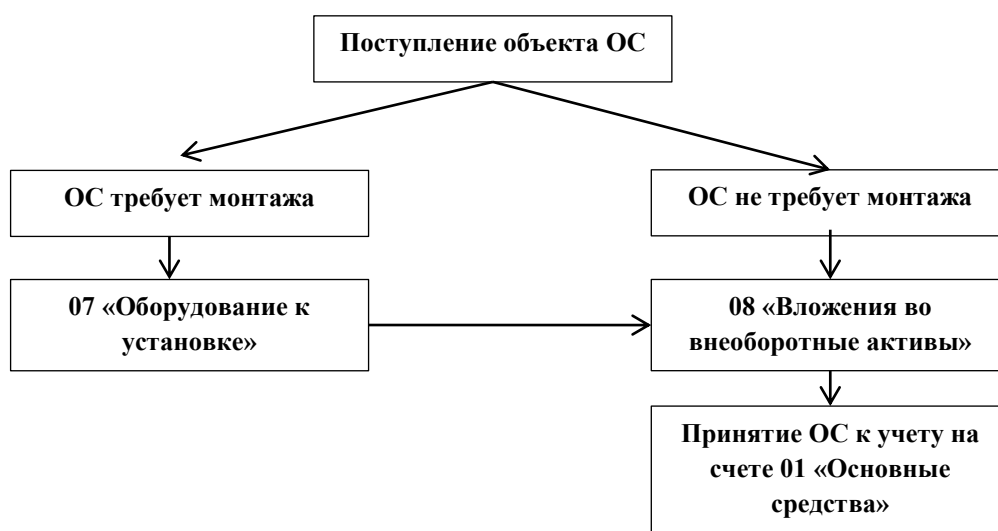 Поступление объекта ОС
ОС требует монтажа
ОС не требует монтажа
07 «Оборудование к
установке»
08 «Вложения во
внеоборотные активы»
Принятие ОС к учету на
счете 01 «Основные
средства»